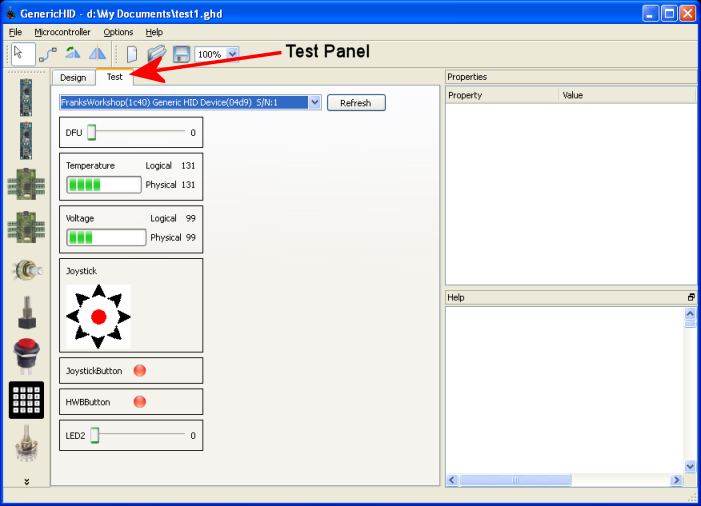 GenericHID - d:\My Documents\test1.ghd
File Microcontroller Options Help
100% Test Panel
Design Test
FranksWorkshop(1c40) Generic HID Device(04d9) S/N:1 Refresh
DFU 0
Temperature Logical 131
Physical 131
Voltage Logical 99
Physical 99
Joystick
JoystickButton
HWBButton
LED2 0
Properties
Property Value
Help